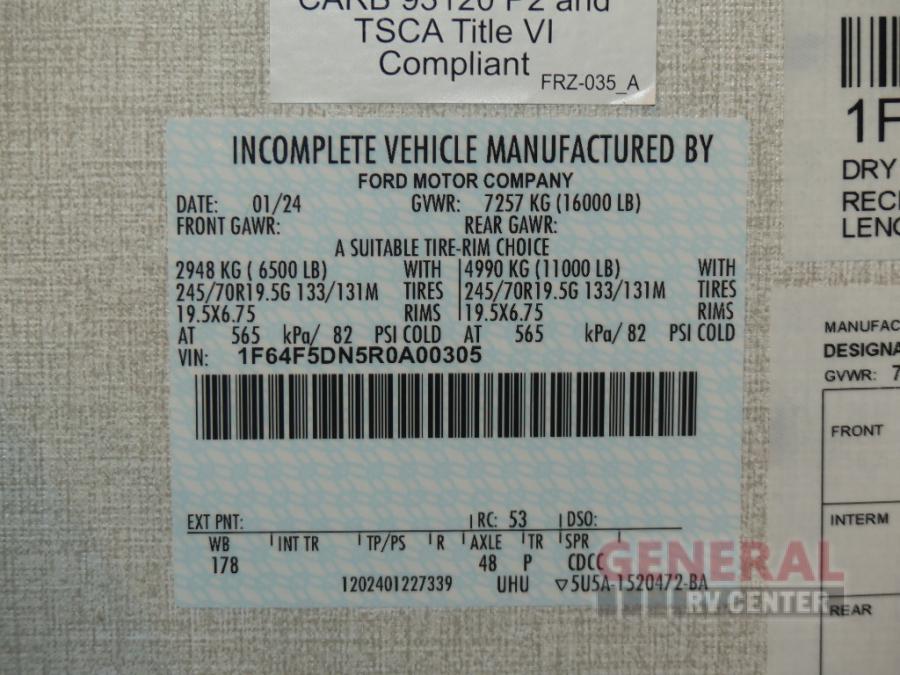 CARB 93120 P2 and
TSCA Title VI
Compliant
FRZ-035_A
INCOMPLETE VEHICLE MANUFACTURED BY
FORD MOTOR COMPANY
DATE: 01/24 GVWR: 7257 KG (16000 LB)
FRONT GAWR: REAR GAWR:
A SUITABLE TIRE-RIM CHOICE
2948 KG ( 6500 LB) WITH 4990 KG (11000 LB) WITH
245/70R19.5G 133/131M TIRES 245/70R19.5G 133/131M TIRES
19.5X6.75 RIMS 19.5X6.75 RIMS
AT 565 kPa/ 82 PSI COLD AT 565 kPa/ 82 PSI COLD
VIN: 1F64F5DN5R0A00305
EXT PNT: RC: 53 DSO:
WB INT TR TP/PS R AXLE TR SPR
178 48 P CDCC
1202401227339 UHU ▽5U5A-1520472-BA
GENERAL
RV CENTER
1F
DRY
RECI
LENG
MANUFAC
DESIGNA
GVWR: 7
FRONT
INTERM
REAR